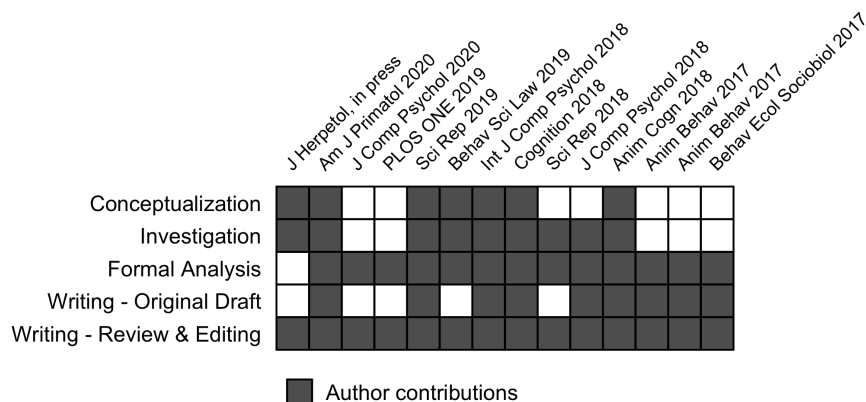 J Herpetol, in press
Am J Primatol 2020
J Comp Psychol 2020
PLOS ONE 2019
Sci Rep 2019
Behav Sci Law 2019
Int J Comp Psychol 2018
Cognition 2018
Sci Rep 2018
J Comp Psychol 2018
Anim Cogn 2018
Anim Behav 2017
Anim Behav 2017
Behav Ecol Sociobiol 2017
Conceptualization
Investigation
Formal Analysis
Writing - Original Draft
Writing - Review & Editing
Author contributions